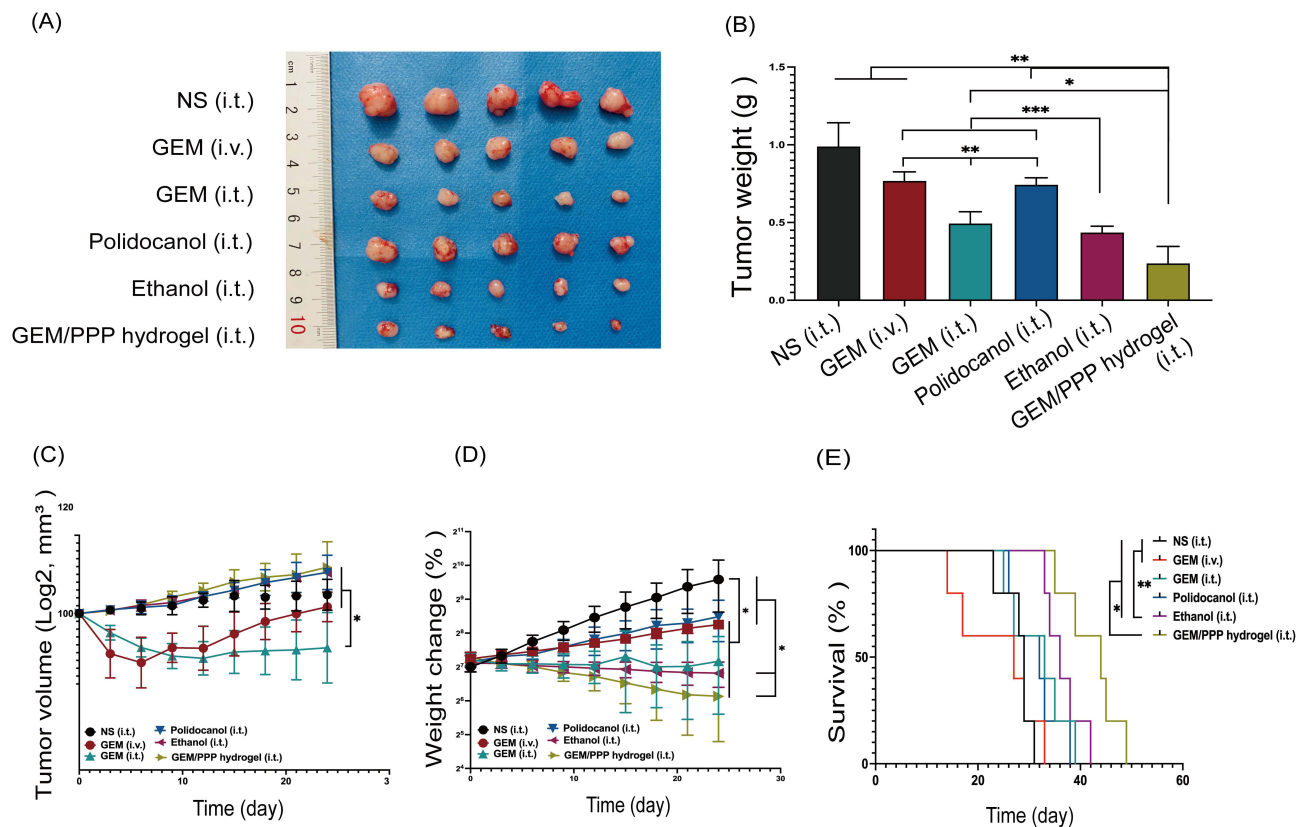 (A)
cm
1
2
3
4
5
6
7
8
9
10
cm
NS (i.t.)
GEM (i.v.)
GEM (i.t.)
Polidocanol (i.t.)
Ethanol (i.t.)
GEM/PPP hydrogel (i.t.)
(B)
Tumor weight (g)
1.5
1.0
0.5
0.0
**
*
***
**
NS (i.t.)
GEM (i.v.)
GEM (i.t.)
Polidocanol (i.t.)
Ethanol (i.t.)
GEM/PPP hydrogel
(i.t.)
(C)
Tumor volume (Log2, mm³ )
120
100
*
NS (i.t.)
GEM (i.v.)
GEM (i.t.)
Polidocanol (i.t.)
Ethanol (i.t.)
GEM/PPP hydrogel (i.t.)
0
10
20
3
Time (day)
(D)
Weight change (% )
2¹¹
2¹⁰
2⁹
2⁸
2⁷
2⁶
2⁵
2⁴
*
*
NS (i.t.)
GEM (i.v.)
GEM (i.t.)
Polidocanol (i.t.)
Ethanol (i.t.)
GEM/PPP hydrogel (i.t.)
0
10
20
30
Time (day)
(E)
Survival (% )
100
50
0
0
20
40
60
Time (day)
*
**
NS (i.t.)
GEM (i.v.)
GEM (i.t.)
Polidocanol (i.t.)
Ethanol (i.t.)
GEM/PPP hydrogel (i.t.)